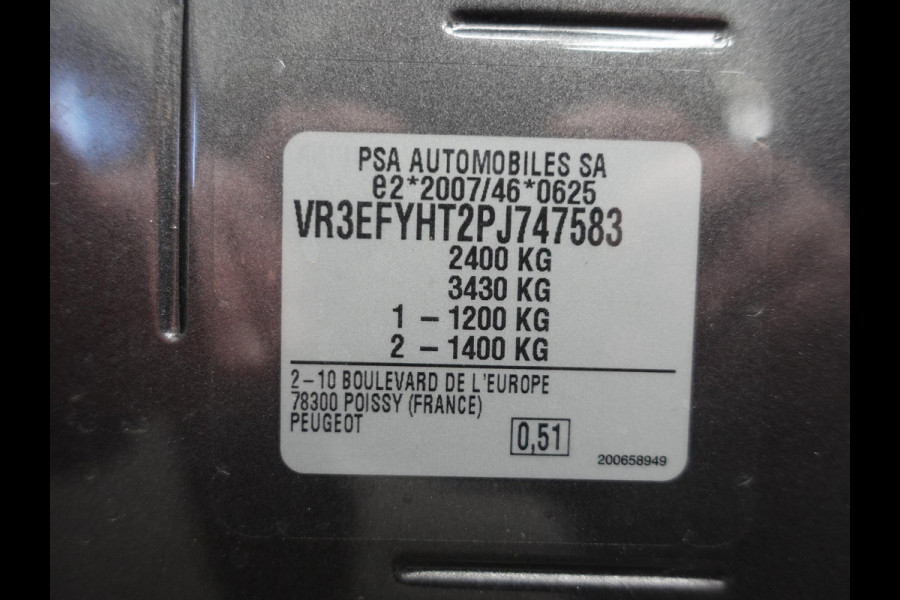 PSA AUTOMOBILES SA
e2*2007/46*0625
VR3EFYHT2PJ747583
2400 KG
3430 KG
1 – 1200 KG
2 – 1400 KG
2–10 BOULEVARD DE L'EUROPE
78300 POISSY (FRANCE)
PEUGEOT
0,51
200658949